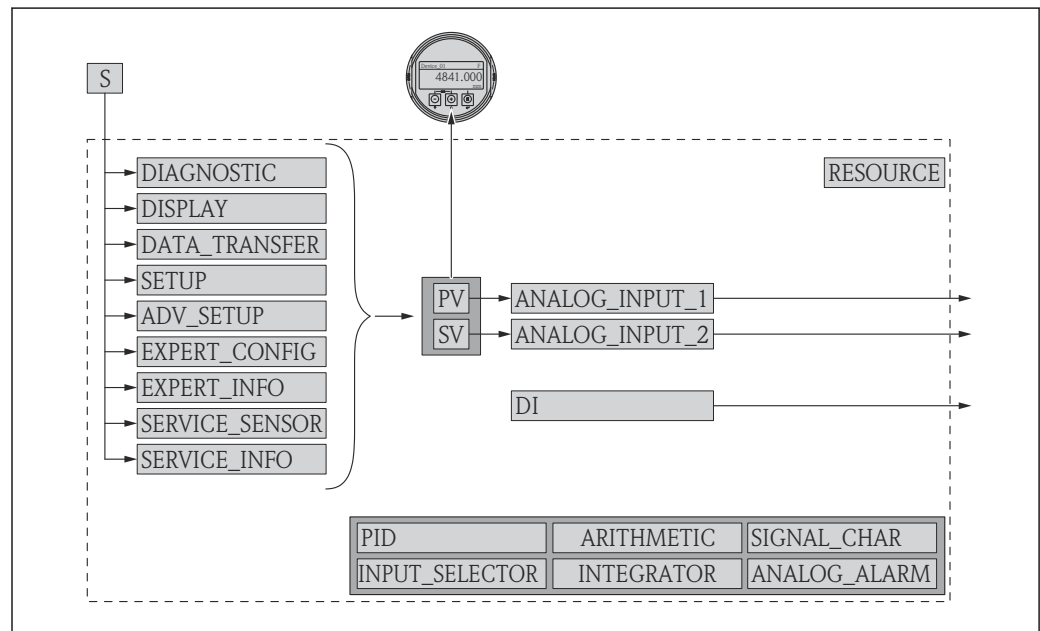 S
Device_01 F
4841.000
mm
DIAGNOSTIC
DISPLAY
DATA_TRANSFER
SETUP
ADV_SETUP
EXPERT_CONFIG
EXPERT_INFO
SERVICE_SENSOR
SERVICE_INFO
RESOURCE
PV
SV
ANALOG_INPUT_1
ANALOG_INPUT_2
DI
PID ARITHMETIC SIGNAL_CHAR
INPUT_SELECTOR INTEGRATOR ANALOG_ALARM